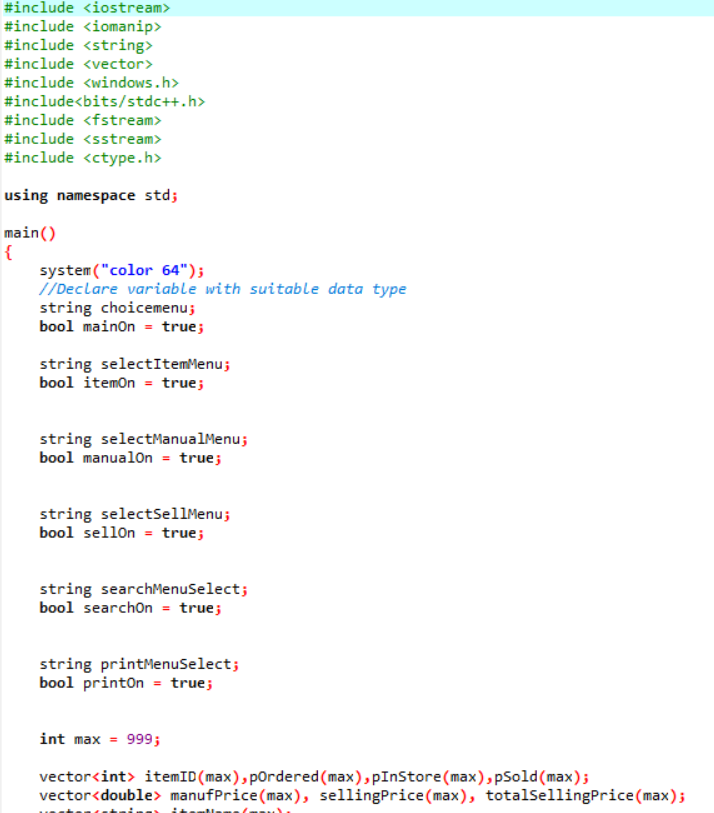 #include <iostream>
#include <iomanip>
#include <string>
#include <vector>
#include <windows.h>
#include<bits/stdc++.h>
#include <fstream>
#include <sstream>
#include <ctype.h>
using namespace std;
main()
{
system("color 64");
//Declare variable with suitable data type
string choicemenu;
bool mainOn = true;
string selectItemMenu;
bool itemOn = true;
string selectManualMenu;
bool manualOn = true;
string selectSellMenu;
bool sellOn = true;
string searchMenuSelect;
bool searchOn = true;
string printMenuSelect;
bool printOn = true;
int max = 999;
vector<int> itemID(max),pOrdered(max),pInStore(max),pSold(max);
vector<double> manufPrice(max), sellingPrice(max), totalSellingPrice(max);
vector<string> itemName(max);